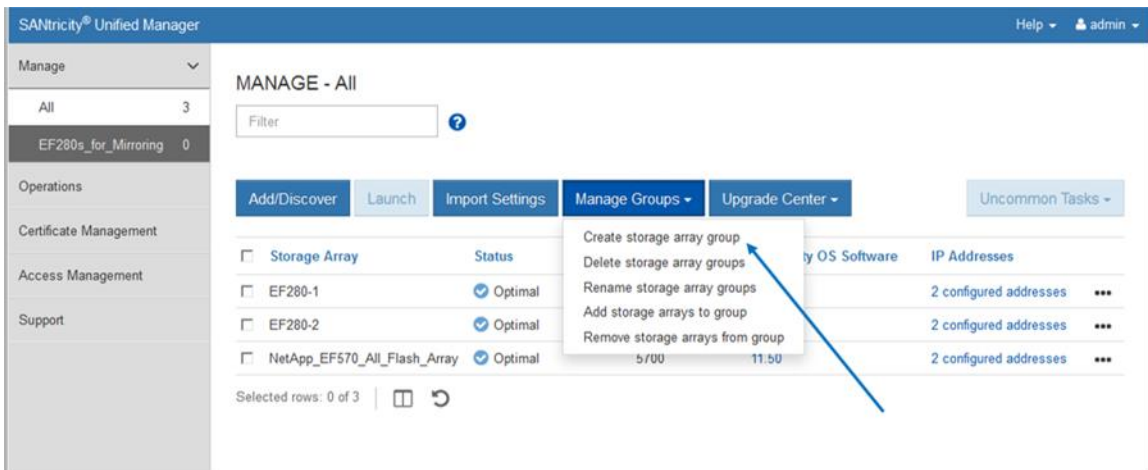 SANtricity® Unified Manager
Help
admin
Manage
All 3
EF280s_for_Mirroring 0
Operations
Certificate Management
Access Management
Support
MANAGE - All
Filter
?
Add/Discover Launch Import Settings Manage Groups Upgrade Center Uncommon Tasks
Create storage array group
Delete storage array groups
Rename storage array groups
Add storage arrays to group
Remove storage arrays from group
Storage Array Status OS Software IP Addresses
EF280-1 Optimal 2 configured addresses
EF280-2 Optimal 2 configured addresses
NetApp_EF570_All_Flash_Array Optimal 5700 11.50 2 configured addresses
Selected rows: 0 of 3